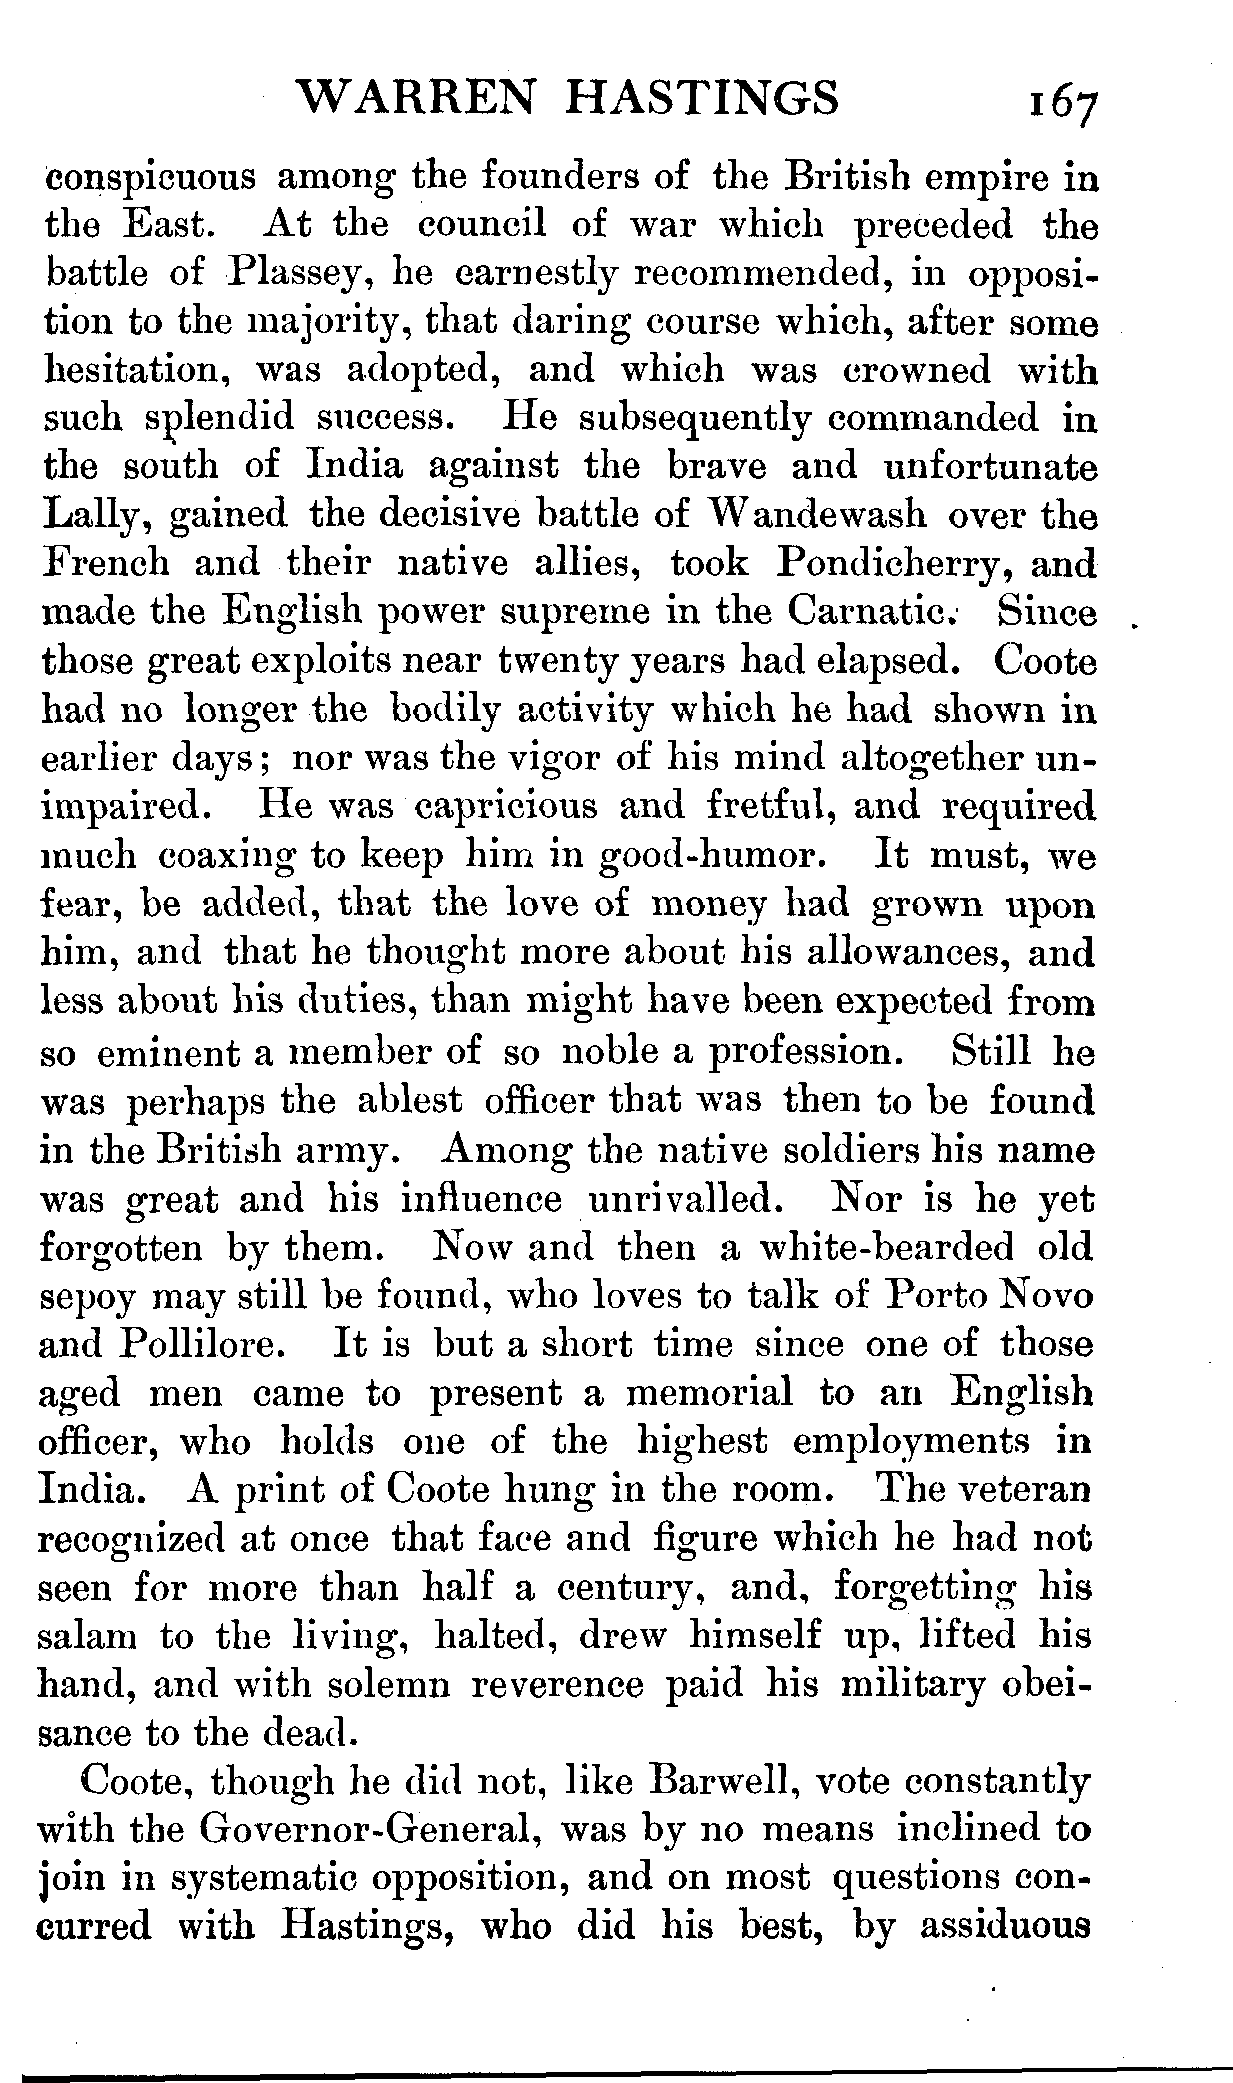 WARREN HASTINGS 167
conspicuous among the founders of the British empire in
the East. At the council of war which preceded the
battle of Plassey, he earnestly recommended, in opposi-
tion to the majority, that daring course which, after some
hesitation, was adopted, and which was crowned with
such splendid success. He subsequently commanded in
the south of India against the brave and unfortunate
Lally, gained the decisive battle of Wandewash over the
French and their native allies, took Pondicherry, and
made the English power supreme in the Carnatic. Since
those great exploits near twenty years had elapsed. Coote
had no longer the bodily activity which he had shown in
earlier days; nor was the vigor of his mind altogether un-
impaired. He was capricious and fretful, and required
much coaxing to keep him in good-humor. It must, we
fear, be added, that the love of money had grown upon
him, and that he thought more about his allowances, and
less about his duties, than might have been expected from
so eminent a member of so noble a profession. Still he
was perhaps the ablest officer that was then to be found
in the British army. Among the native soldiers his name
was great and his influence unrivalled. Nor is he yet
forgotten by them. Now and then a white-bearded old
sepoy may still be found, who loves to talk of Porto Novo
and Pollilore. It is but a short time since one of those
aged men came to present a memorial to an English
officer, who holds one of the highest employments in
India. A print of Coote hung in the room. The veteran
recognized at once that face and figure which he had not
seen for more than half a century, and, forgetting his
salam to the living, halted, drew himself up, lifted his
hand, and with solemn reverence paid his military obei-
sance to the dead.
Coote, though he did not, like Barwell, vote constantly
with the Governor-General, was by no means inclined to
join in systematic opposition, and on most questions con-
curred with Hastings, who did his best, by assiduous